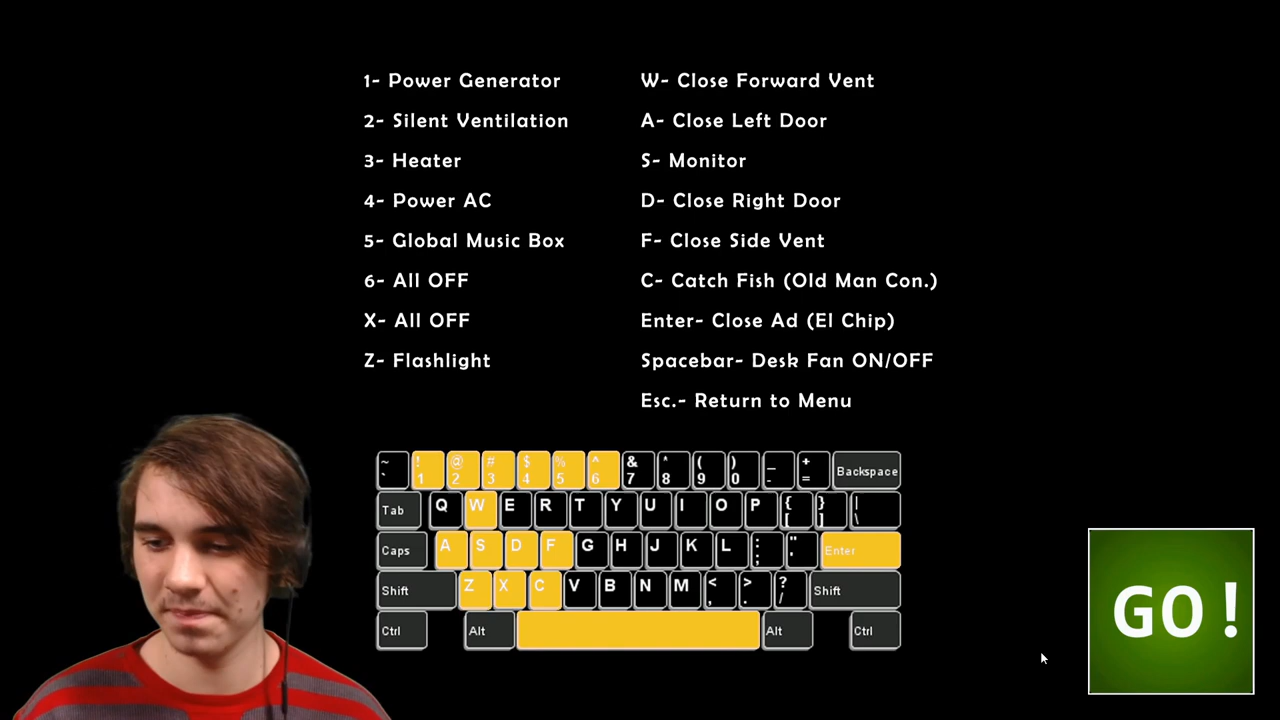 1- Power Generator
2- Silent Ventilation
3- Heater
4- Power AC
5- Global Music Box
6- All OFF
X- All OFF
Z- Flashlight
W- Close Forward Vent
A- Close Left Door
S- Monitor
D- Close Right Door
F- Close Side Vent
C- Catch Fish (Old Man Con.)
Enter- Close Ad (El Chip)
Spacebar- Desk Fan ON/OFF
Esc.- Return to Menu
~ ! @ # $ % ^ & * ( ) _ +
` 1 2 3 4 5 6 7 8 9 0 - = Backspace
Tab Q W E R T Y U I O P { [ } ] | \
Caps A S D F G H J K L : ; " ' Enter
Shift Z X C V B N M < , > . ? / Shift
Ctrl Alt Alt Ctrl
GO!